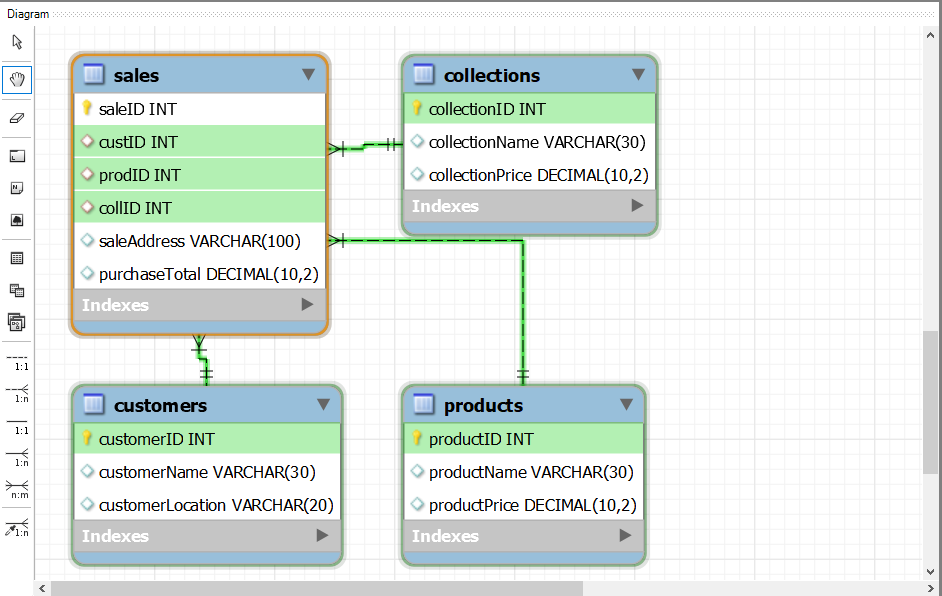 Diagram
sales
saleID INT
custID INT
prodID INT
collID INT
saleAddress VARCHAR(100)
purchaseTotal DECIMAL(10,2)
Indexes
collections
collectionID INT
collectionName VARCHAR(30)
collectionPrice DECIMAL(10,2)
Indexes
customers
customerID INT
customerName VARCHAR(30)
customerLocation VARCHAR(20)
Indexes
products
productID INT
productName VARCHAR(30)
productPrice DECIMAL(10,2)
Indexes
1:1
1:n
1:1
1:n
n:m
1:n